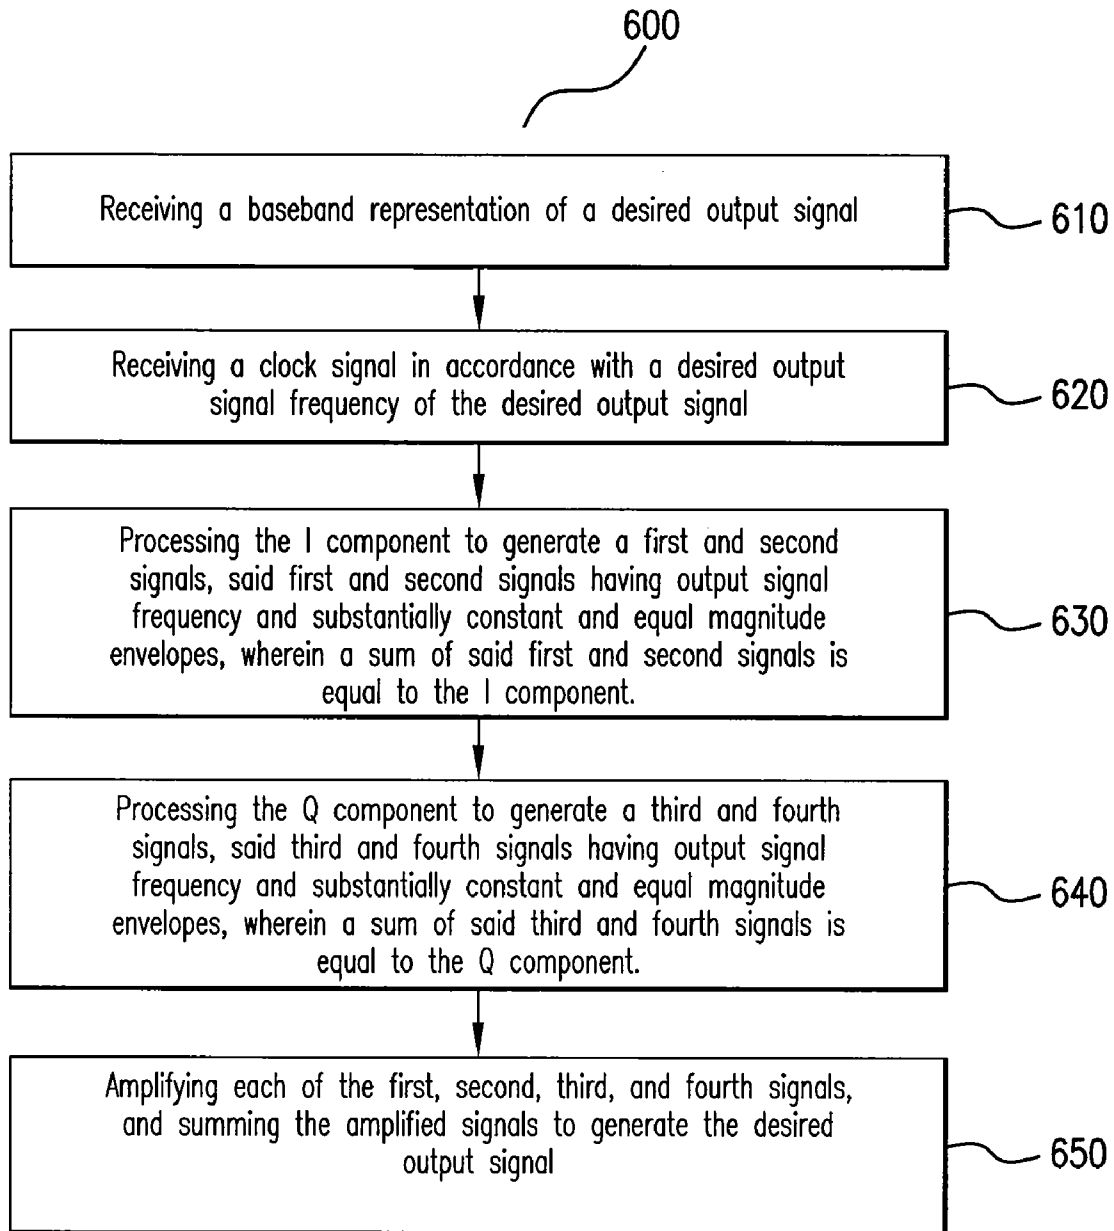 600
Receiving a baseband representation of a desired output signal
610
Receiving a clock signal in accordance with a desired output
signal frequency of the desired output signal
620
Processing the I component to generate a first and second
signals, said first and second signals having output signal
frequency and substantially constant and equal magnitude
envelopes, wherein a sum of said first and second signals is
equal to the I component.
630
Processing the Q component to generate a third and fourth
signals, said third and fourth signals having output signal
frequency and substantially constant and equal magnitude
envelopes, wherein a sum of said third and fourth signals is
equal to the Q component.
640
Amplifying each of the first, second, third, and fourth signals,
and summing the amplified signals to generate the desired
output signal
650